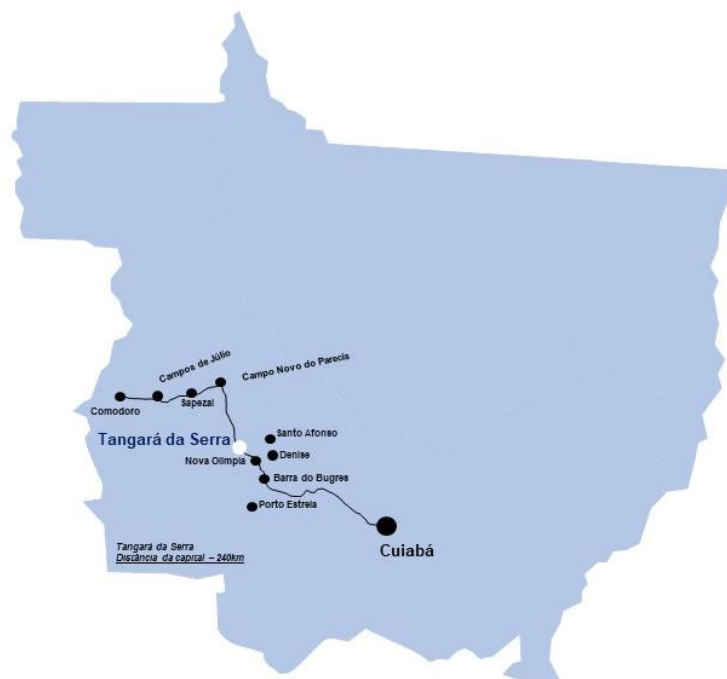 Campos de Júlio
Campo Novo do Parecis
Comodoro
Sapezal
Tangará da Serra
Santo Afonso
Denise
Nova Olimpia
Barra do Bugres
Porto Estrela
Cuiabá
Tangará da Serra
Distância da capital – 240km